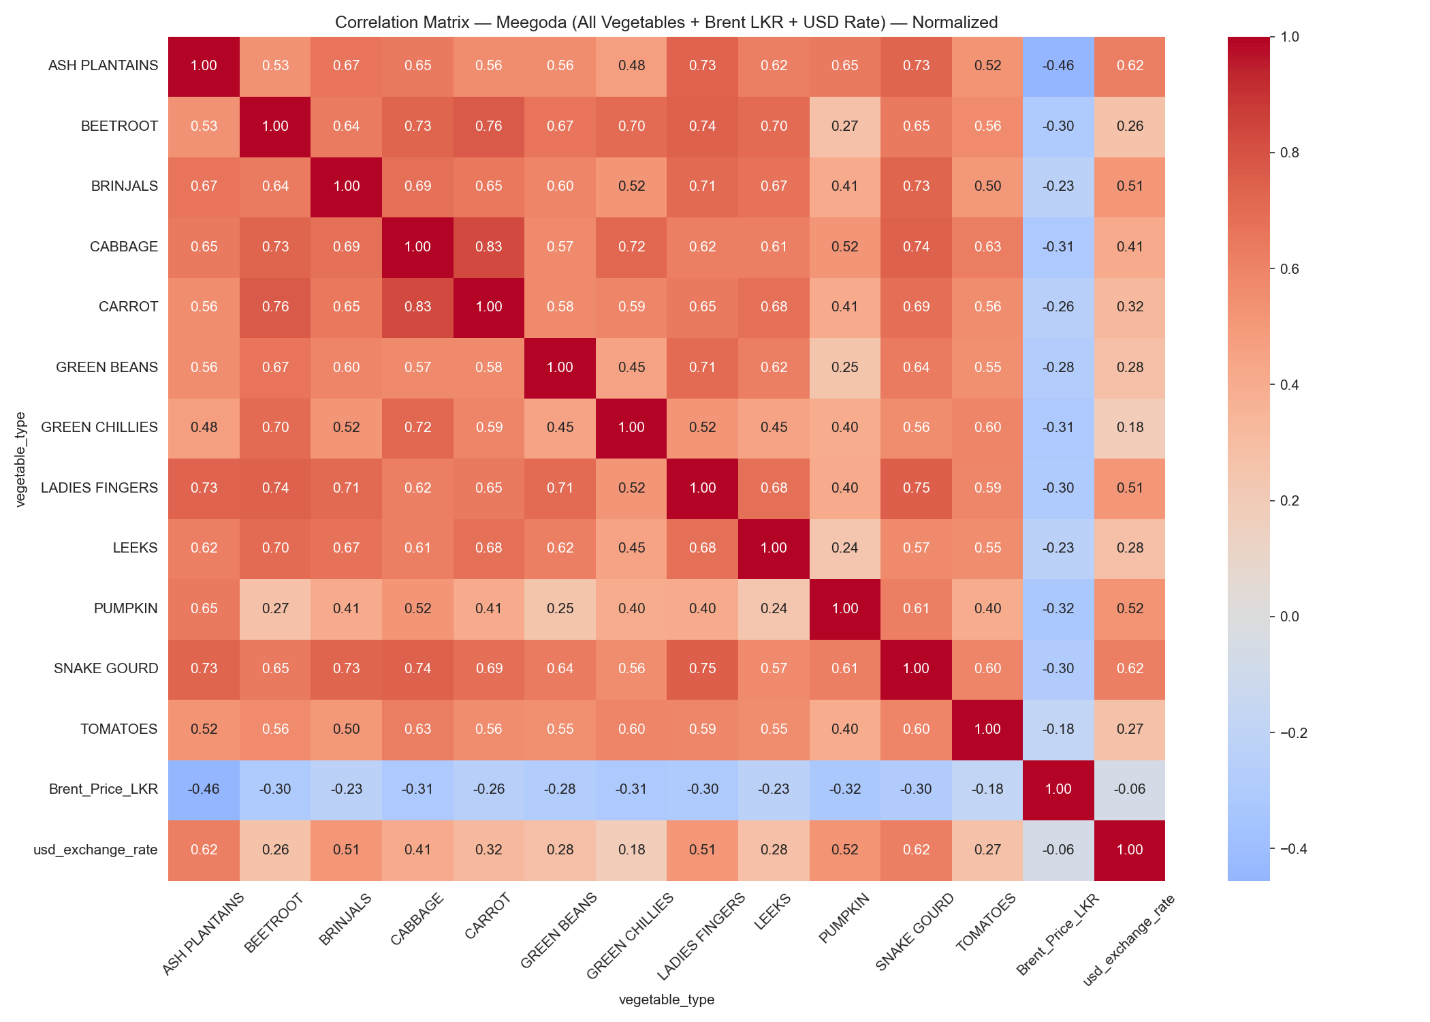 Correlation Matrix — Meegoda (All Vegetables + Brent LKR + USD Rate) — Normalized
ASH PLANTAINS 1.00 0.53 0.67 0.65 0.56 0.56 0.48 0.73 0.62 0.65 0.73 0.52 -0.46 0.62
BEETROOT 0.53 1.00 0.64 0.73 0.76 0.67 0.70 0.74 0.70 0.27 0.65 0.56 -0.30 0.26
BRINJALS 0.67 0.64 1.00 0.69 0.65 0.60 0.52 0.71 0.67 0.41 0.73 0.50 -0.23 0.51
CABBAGE 0.65 0.73 0.69 1.00 0.83 0.57 0.72 0.62 0.61 0.52 0.74 0.63 -0.31 0.41
CARROT 0.56 0.76 0.65 0.83 1.00 0.58 0.59 0.65 0.68 0.41 0.69 0.56 -0.26 0.32
GREEN BEANS 0.56 0.67 0.60 0.57 0.58 1.00 0.45 0.71 0.62 0.25 0.64 0.55 -0.28 0.28
GREEN CHILLIES 0.48 0.70 0.52 0.72 0.59 0.45 1.00 0.52 0.45 0.40 0.56 0.60 -0.31 0.18
LADIES FINGERS 0.73 0.74 0.71 0.62 0.65 0.71 0.52 1.00 0.68 0.40 0.75 0.59 -0.30 0.51
LEEKS 0.62 0.70 0.67 0.61 0.68 0.62 0.45 0.68 1.00 0.24 0.57 0.55 -0.23 0.28
PUMPKIN 0.65 0.27 0.41 0.52 0.41 0.25 0.40 0.40 0.24 1.00 0.61 0.40 -0.32 0.52
SNAKE GOURD 0.73 0.65 0.73 0.74 0.69 0.64 0.56 0.75 0.57 0.61 1.00 0.60 -0.30 0.62
TOMATOES 0.52 0.56 0.50 0.63 0.56 0.55 0.60 0.59 0.55 0.40 0.60 1.00 -0.18 0.27
Brent_Price_LKR -0.46 -0.30 -0.23 -0.31 -0.26 -0.28 -0.31 -0.30 -0.23 -0.32 -0.30 -0.18 1.00 -0.06
usd_exchange_rate 0.62 0.26 0.51 0.41 0.32 0.28 0.18 0.51 0.28 0.52 0.62 0.27 -0.06 1.00
vegetable_type
ASH PLANTAINS
BEETROOT
BRINJALS
CABBAGE
CARROT
GREEN BEANS
GREEN CHILLIES
LADIES FINGERS
LEEKS
PUMPKIN
SNAKE GOURD
TOMATOES
Brent_Price_LKR
usd_exchange_rate
vegetable_type
1.0
0.8
0.6
0.4
0.2
0.0
−0.2
−0.4